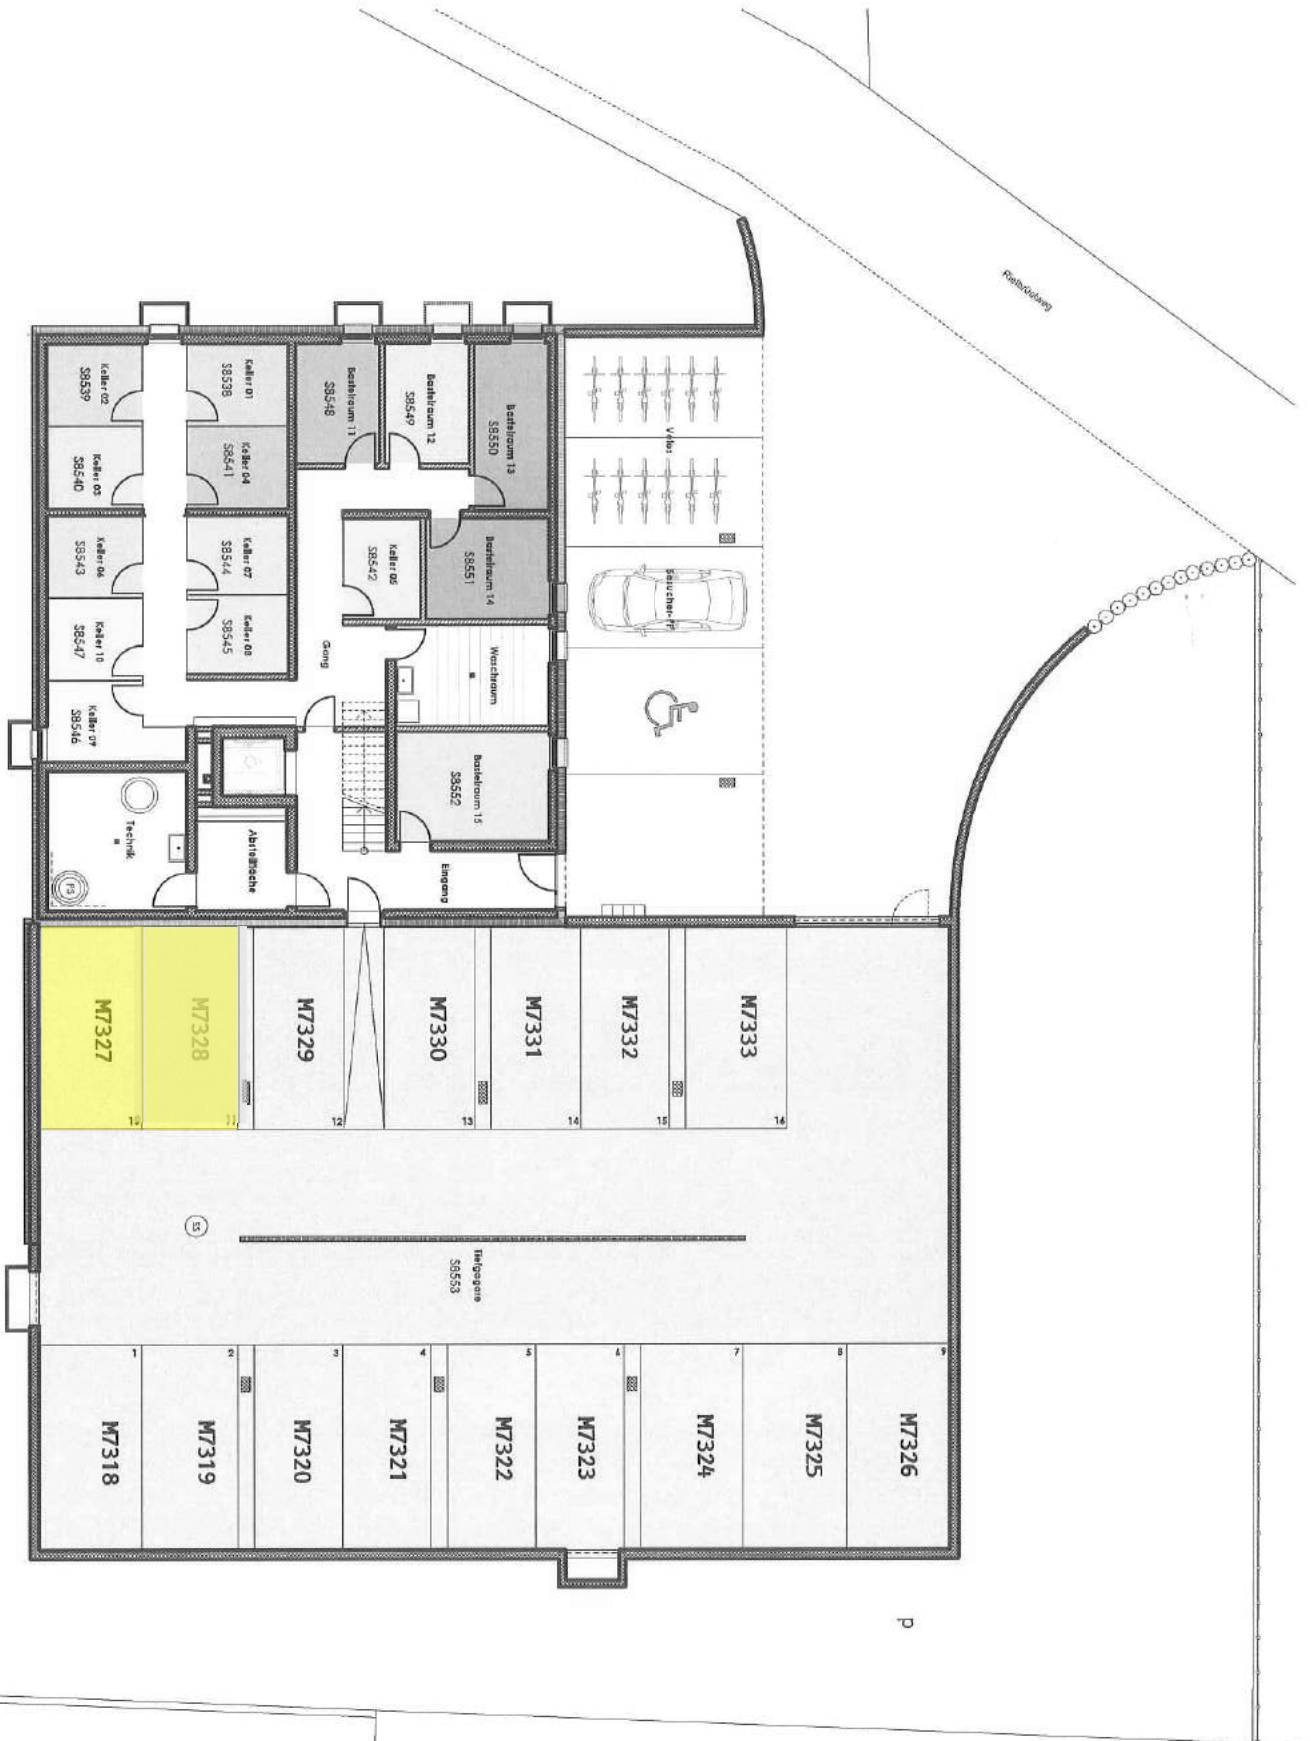 Keller 02
S8539
Keller 01
S8538
Bastelraum 11
S8548
Bastelraum 12
S8549
Bastelraum 13
S8550
Velos
Keller 03
S8540
Keller 04
S8541
Keller 06
S8543
Keller 07
S8544
Keller 05
S8542
Bastelraum 14
S8551
Besucher-PP
Keller 10
S8547
Keller 08
S8545
Gang
Waschraum
Keller 09
S8546
Bastelraum 15
S8552
Technik
PS
Abstellfläche
Eingang
M7327
M7328
M7329
M7330
M7331
M7332
M7333
10
11
12
13
14
15
16
SS
Tiefgarage
S8553
1
2
3
4
5
6
7
8
9
M7318
M7319
M7320
M7321
M7322
M7323
M7324
M7325
M7326
P